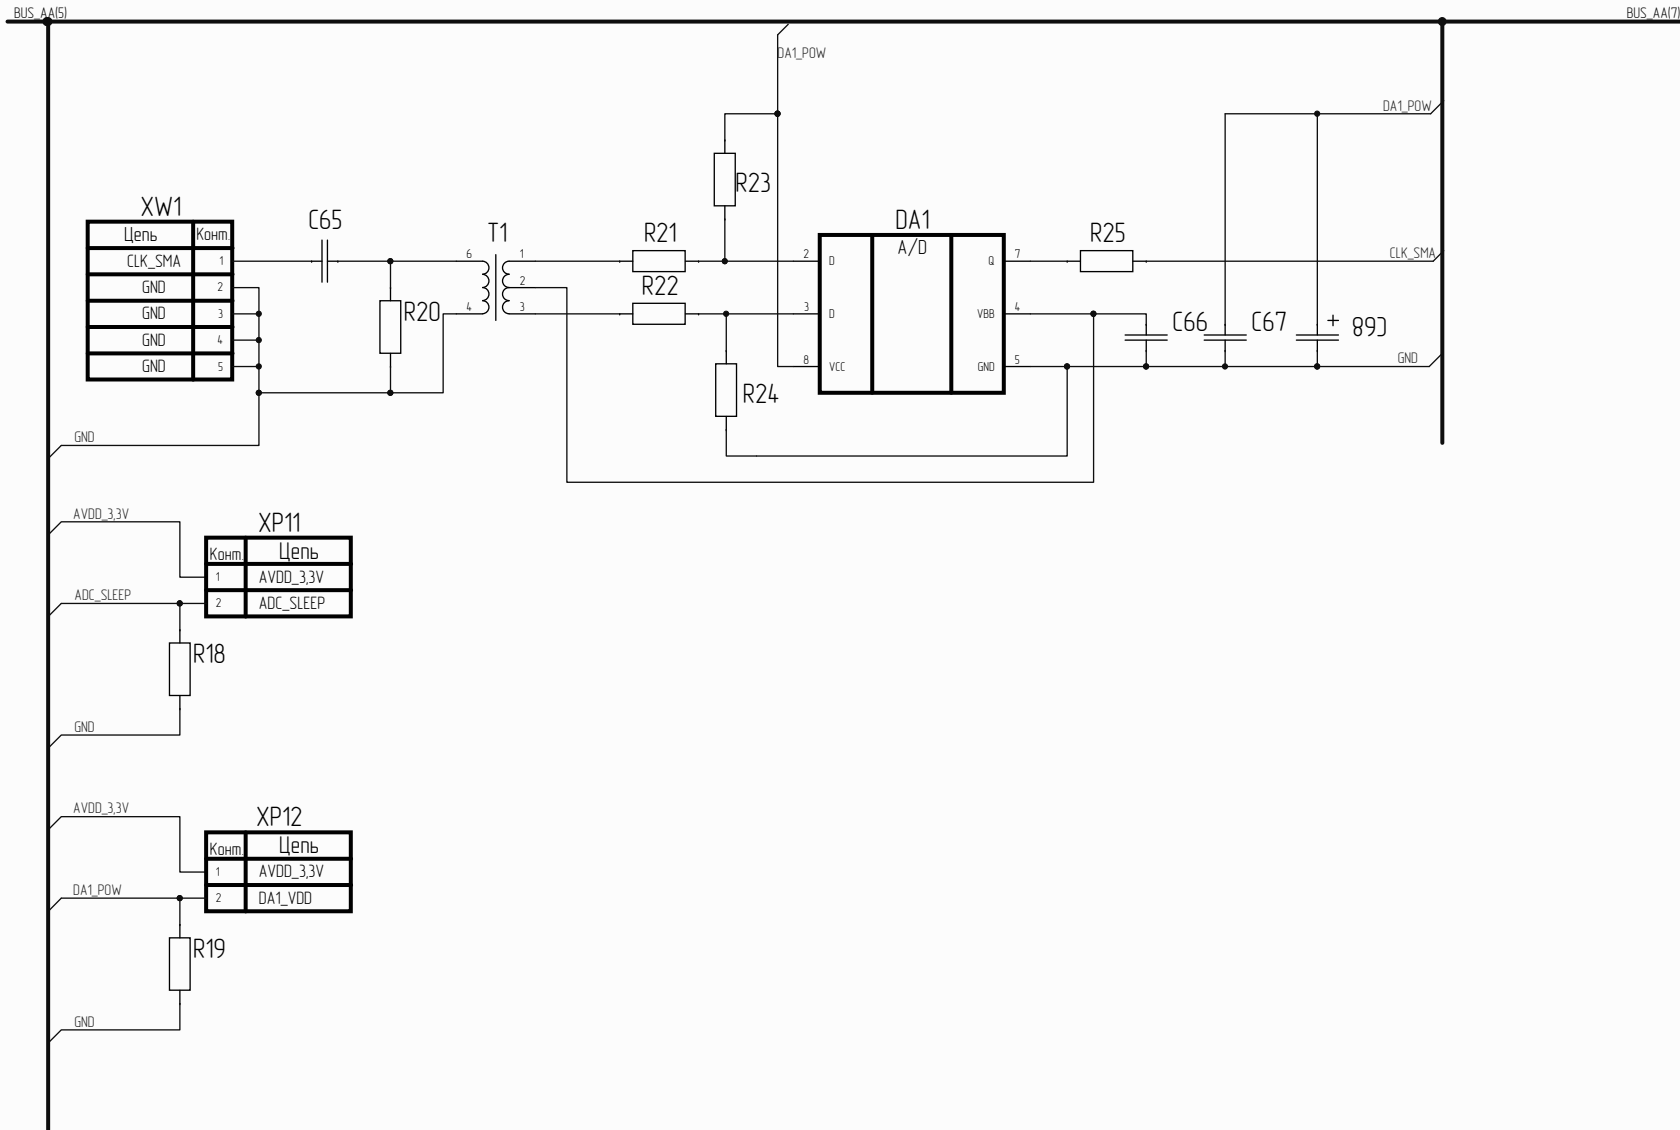 BUS_AA(5)
BUS_AA(7)
DA1_POW
DA1_POW
XW1
Цепь Конт.
CLK_SMA 1
GND 2
GND 3
GND 4
GND 5
C65
R20
T1
6
4
1
2
3
R21
R22
R23
R24
DA1
A/D
2 D
3 D
8 VCC
Q 7
VBB 4
GND 5
R25
CLK_SMA
C66
C67
+ C68
GND
GND
AVDD_3,3V
XP11
Конт. Цепь
1 AVDD_3,3V
2 ADC_SLEEP
ADC_SLEEP
R18
GND
AVDD_3,3V
XP12
Конт. Цепь
1 AVDD_3,3V
2 DA1_VDD
DA1_POW
R19
GND